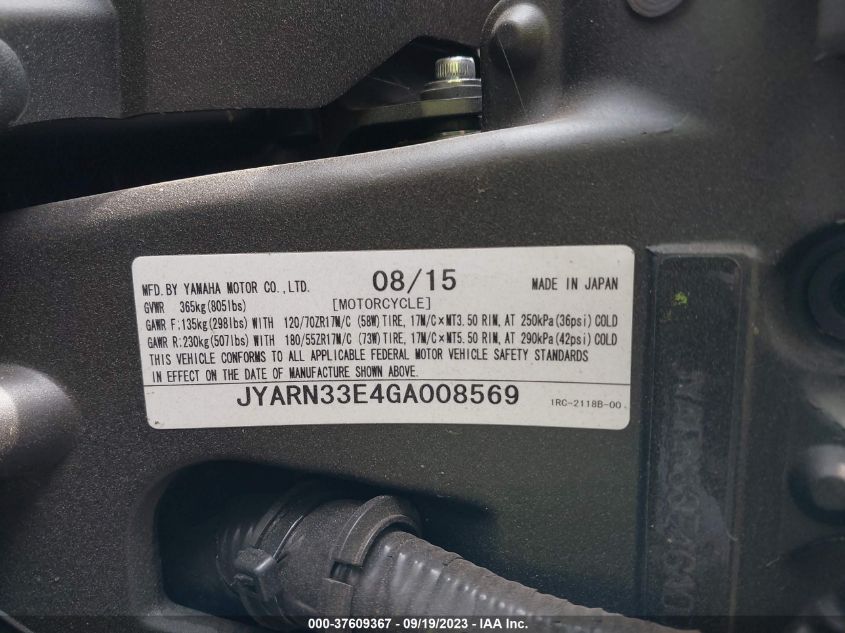 MFD.BY YAMAHA MOTOR CO.,LTD. 08/15 MADE IN JAPAN
GVWR 365kg(805lbs) [MOTORCYCLE]
GAWR F:135kg(298lbs) WITH 120/70ZR17M/C (58W) TIRE, 17M/C×MT3.50 RIM, AT 250kPa(36psi) COLD
GAWR R:230kg(507lbs) WITH 180/55ZR17M/C (73W) TIRE, 17M/C×MT5.50 RIM, AT 290kPa(42psi) COLD
THIS VEHICLE CONFORMS TO ALL APPLICABLE FEDERAL MOTOR VEHICLE SAFETY STANDARDS
IN EFFECT ON THE DATE OF MANUFACTURE SHOWN ABOVE.
JYARN33E4GA008569 1RC-2118B-00
000-37609367 - 09/19/2023 - IAA Inc.